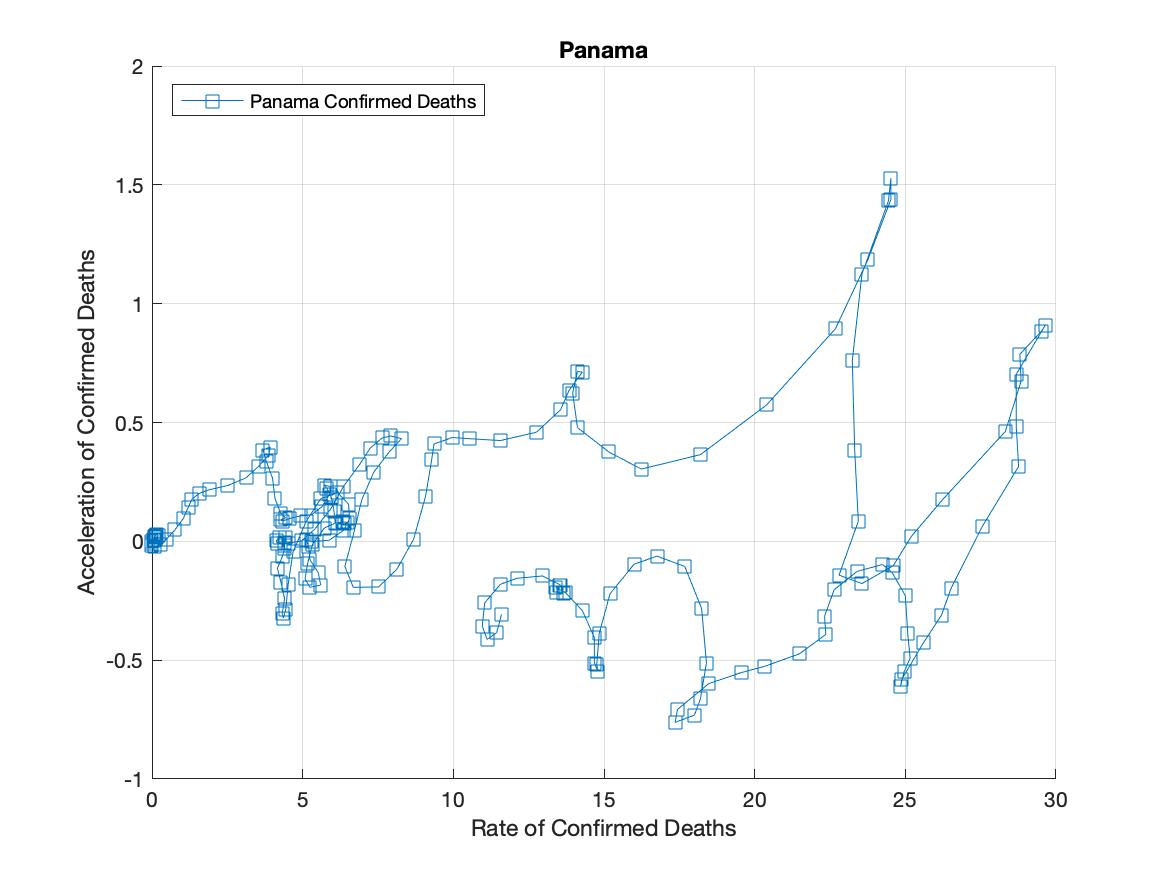 Panama
Panama Confirmed Deaths
2
1.5
1
0.5
0
-0.5
-1
Acceleration of Confirmed Deaths
0 5 10 15 20 25 30
Rate of Confirmed Deaths